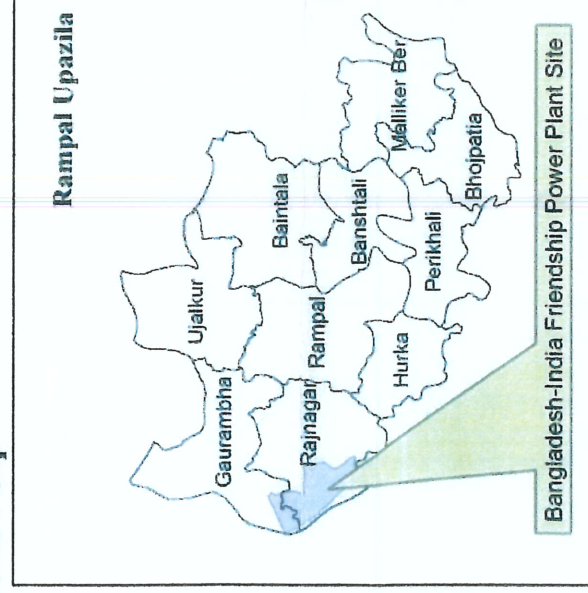 Rampal Upazila
Ujalkur
Gaurambha
Baintala
Malliker Ber
Rajnagar
Rampal
Banshtali
Hurka
Perikhali
Bhojpatia
Bangladesh-India Friendship Power Plant Site